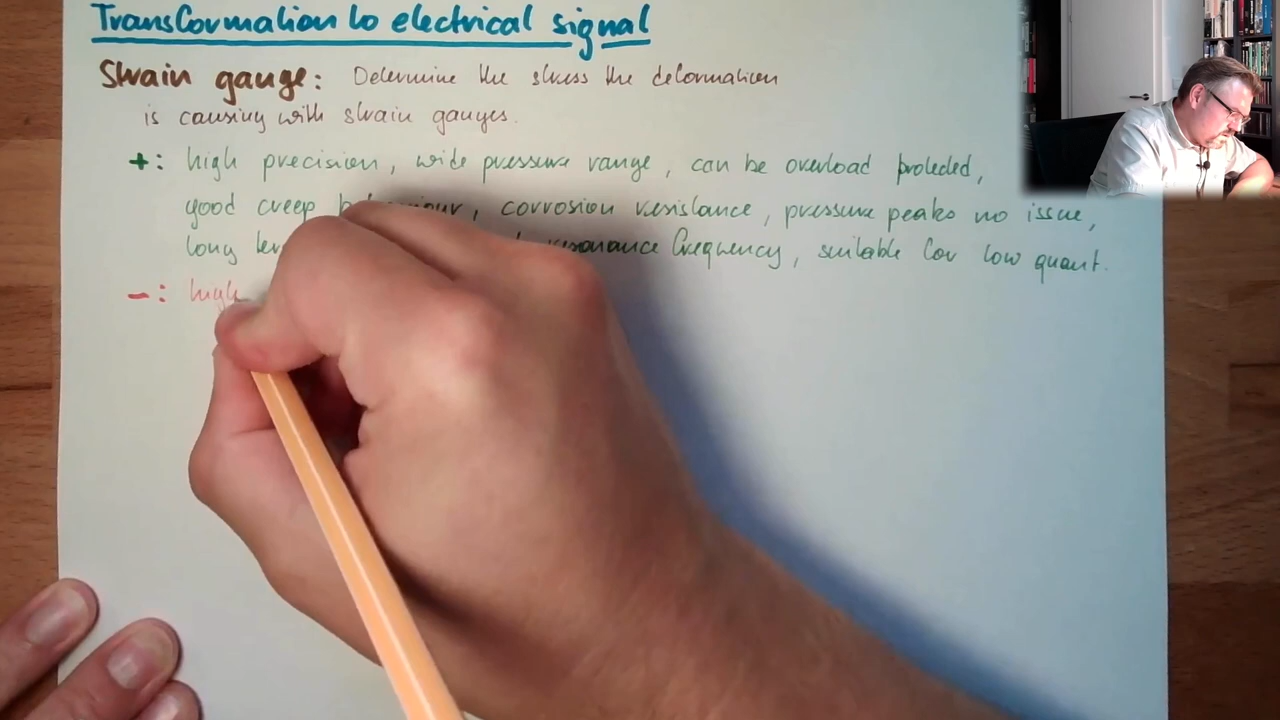 Transformation to electrical signal
Strain gauge: Determine the stress the deformation
is causing with strain gauges.
+: high precision, wide pressure range, can be overload protected,
good creep, corrosion resistance, pressure peaks no issue,
long resonance frequency, suitable for low quant.
-: high